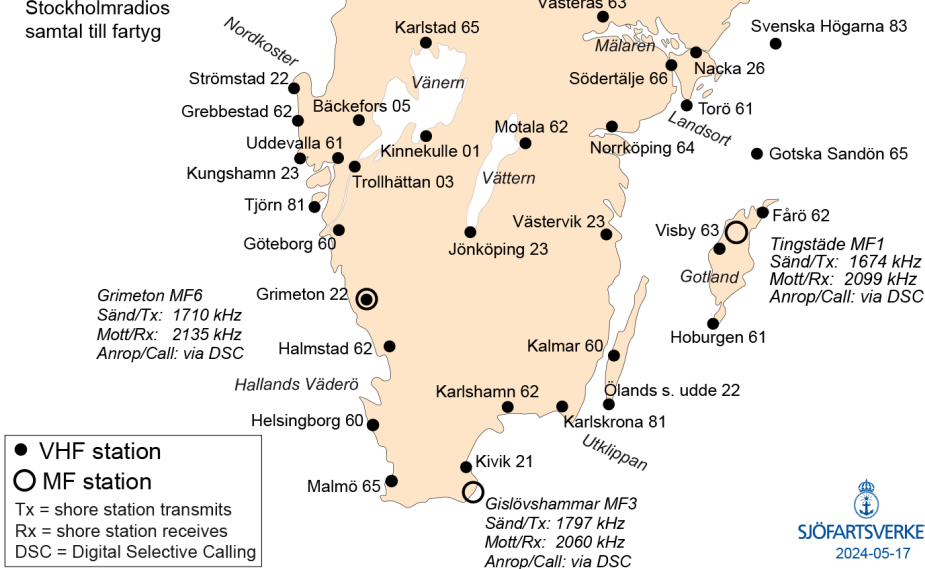 Stockholmradios
samtal till fartyg
Västerås 63
Karlstad 65
Svenska Högarna 83
Nordkoster
Mälaren
Strömstad 22
Vänern
Södertälje 66
Nacka 26
Grebbestad 62
Bäckefors 05
Torö 61
Landsort
Uddevalla 61
Motala 62
Kinnekulle 01
Norrköping 64
Gotska Sandön 65
Kungshamn 23
Trollhättan 03
Vättern
Tjörn 81
Västervik 23
Fårö 62
Visby 63
Göteborg 60
Jönköping 23
Tingstäde MF1
Sänd/Tx: 1674 kHz
Mott/Rx: 2099 kHz
Anrop/Call: via DSC
Gotland
Grimeton 22
Grimeton MF6
Sänd/Tx: 1710 kHz
Mott/Rx: 2135 kHz
Anrop/Call: via DSC
Hoburgen 61
Halmstad 62
Kalmar 60
Hallands Väderö
Karlshamn 62
Ölands s. udde 22
Helsingborg 60
Karlskrona 81
Utklippan
Kivik 21
Malmö 65
Gislövshammar MF3
Sänd/Tx: 1797 kHz
Mott/Rx: 2060 kHz
Anrop/Call: via DSC
VHF station
MF station
Tx = shore station transmits
Rx = shore station receives
DSC = Digital Selective Calling
SJÖFARTSVERKE
2024-05-17